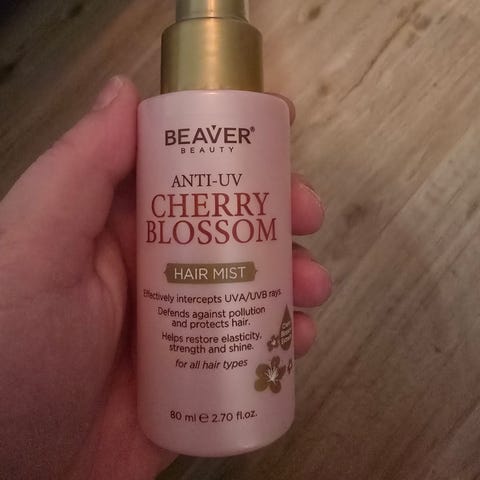 BEAVER®
BEAUTY
ANTI-UV
CHERRY
BLOSSOM
HAIR MIST
Effectively intercepts UVA/UVB rays.
Defends against pollution
and protects hair.
Helps restore elasticity,
strength and shine.
for all hair types
80 ml e 2.70 fl.oz.